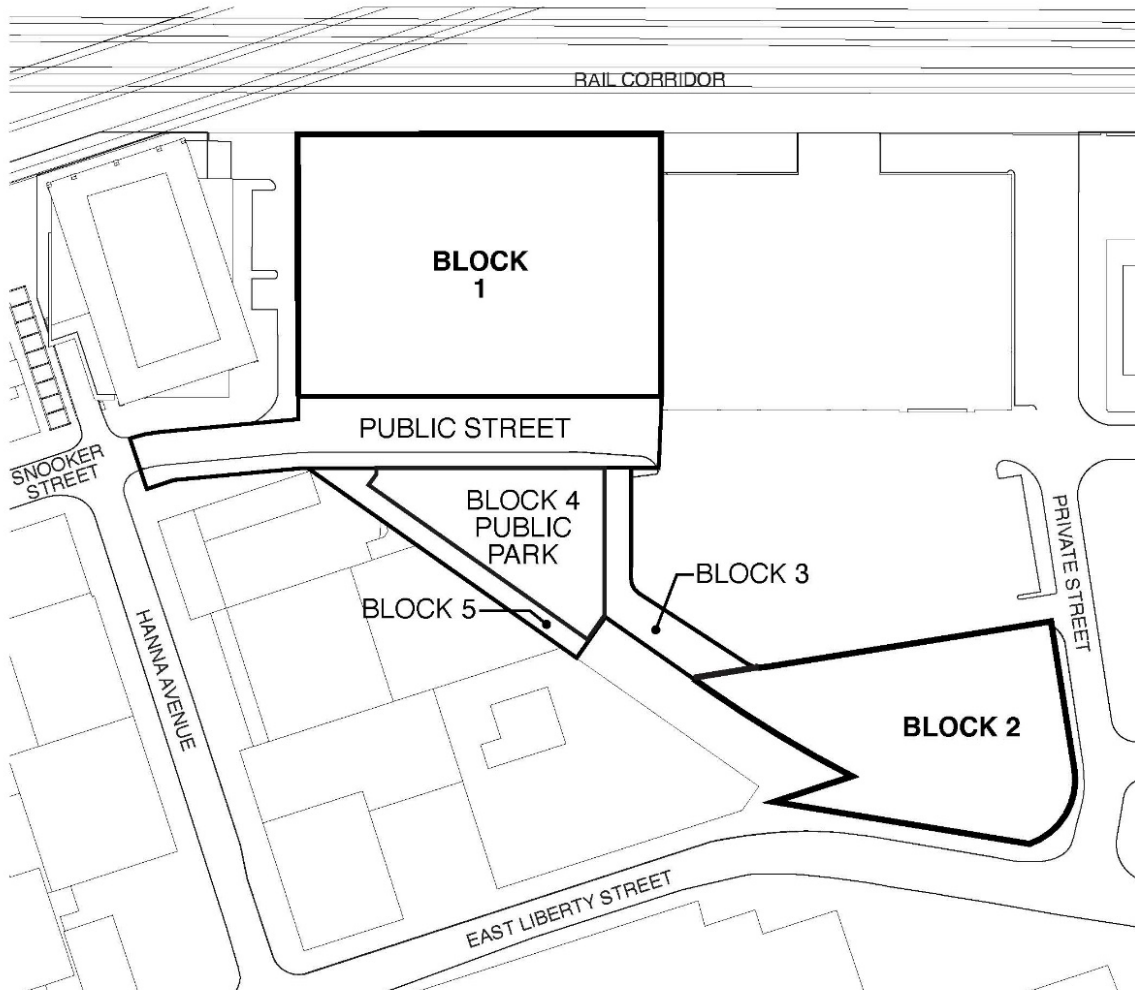 RAIL CORRIDOR
BLOCK
1
PUBLIC STREET
SNOOKER
STREET
BLOCK 4
PUBLIC
PARK
PRIVATE STREET
BLOCK 3
BLOCK 5
HANNA AVENUE
BLOCK 2
EAST LIBERTY STREET